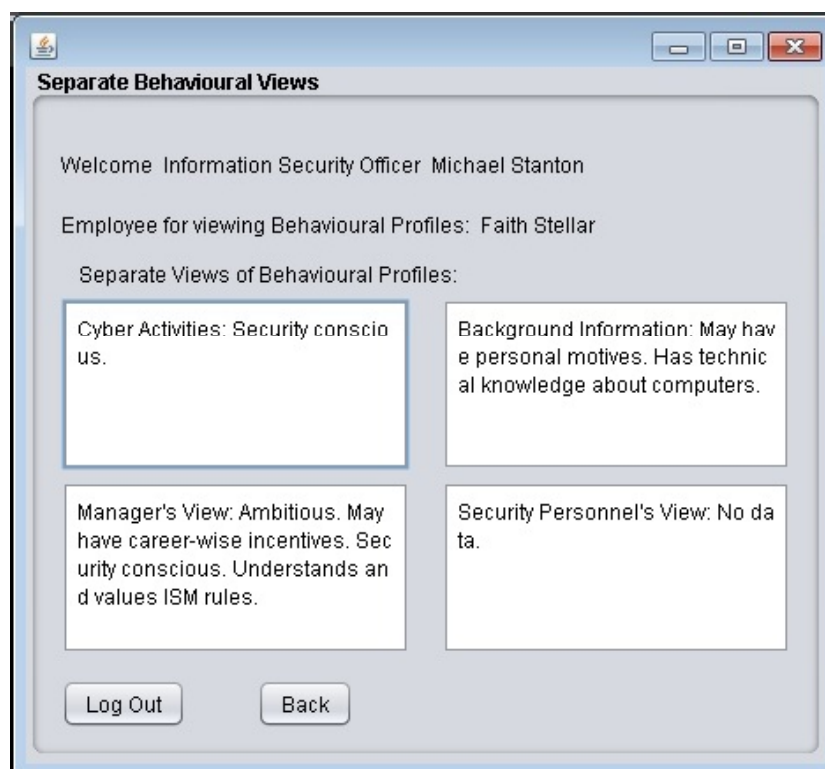 Separate Behavioural Views
Welcome Information Security Officer Michael Stanton
Employee for viewing Behavioural Profiles: Faith Stellar
Separate Views of Behavioural Profiles:
Cyber Activities: Security conscio
us.
Background Information: May hav
e personal motives. Has technic
al knowledge about computers.
Manager's View: Ambitious. May
have career-wise incentives. Sec
urity conscious. Understands an
d values ISM rules.
Security Personnel's View: No da
ta.
Log Out
Back